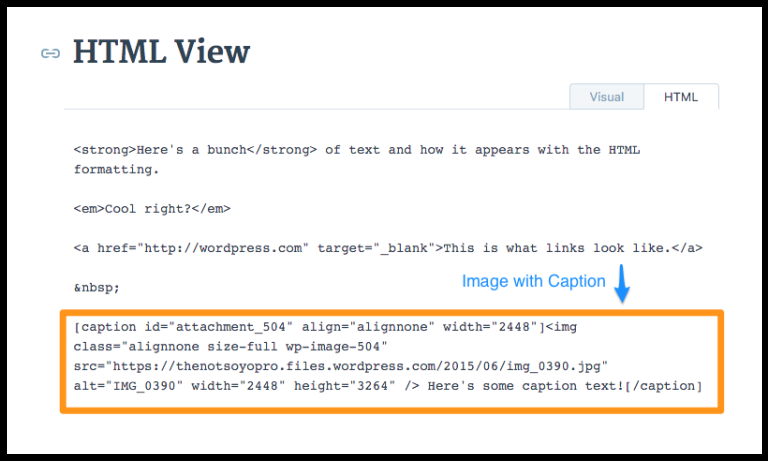 HTML View
Visual
HTML
<strong>Here's a bunch</strong> of text and how it appears with the HTML
formatting.
<em>Cool right?</em>
<a href="http://wordpress.com" target="_blank">This is what links look like.</a>
Image with Caption
&nbsp;
[caption id="attachment_504" align="alignnone" width="2448"]<img
class="alignnone size-full wp-image-504"
src="https://thenotsoyopro.files.wordpress.com/2015/06/img_0390.jpg"
alt="IMG_0390" width="2448" height="3264" /> Here's some caption text![/caption]